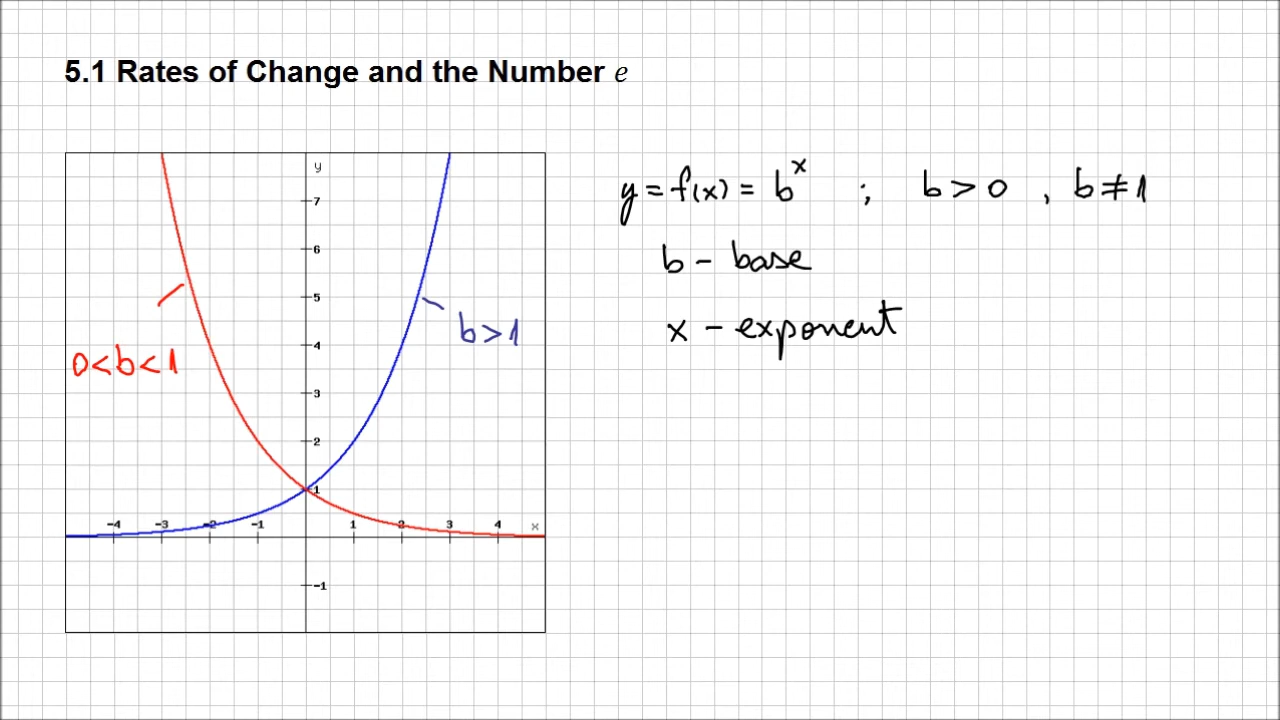 5.1 Rates of Change and the Number e
y
7
6
5
4
3
2
1
-4 -3 -2 -1 1 2 3 4 x
-1
0<b<1
b>1
y = f(x) = b^x ; b > 0 , b ≠ 1
b - base
x - exponent